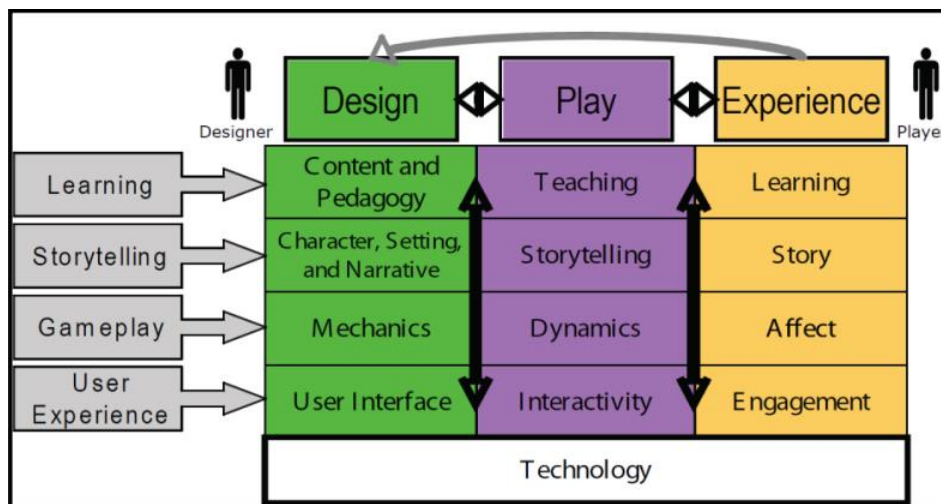 Design
Play
Experience
Designer
Playe
Learning
Content and
Pedagogy
Teaching
Learning
Storytelling
Character, Setting,
and Narrative
Storytelling
Story
Gameplay
Mechanics
Dynamics
Affect
User
Experience
User Interface
Interactivity
Engagement
Technology